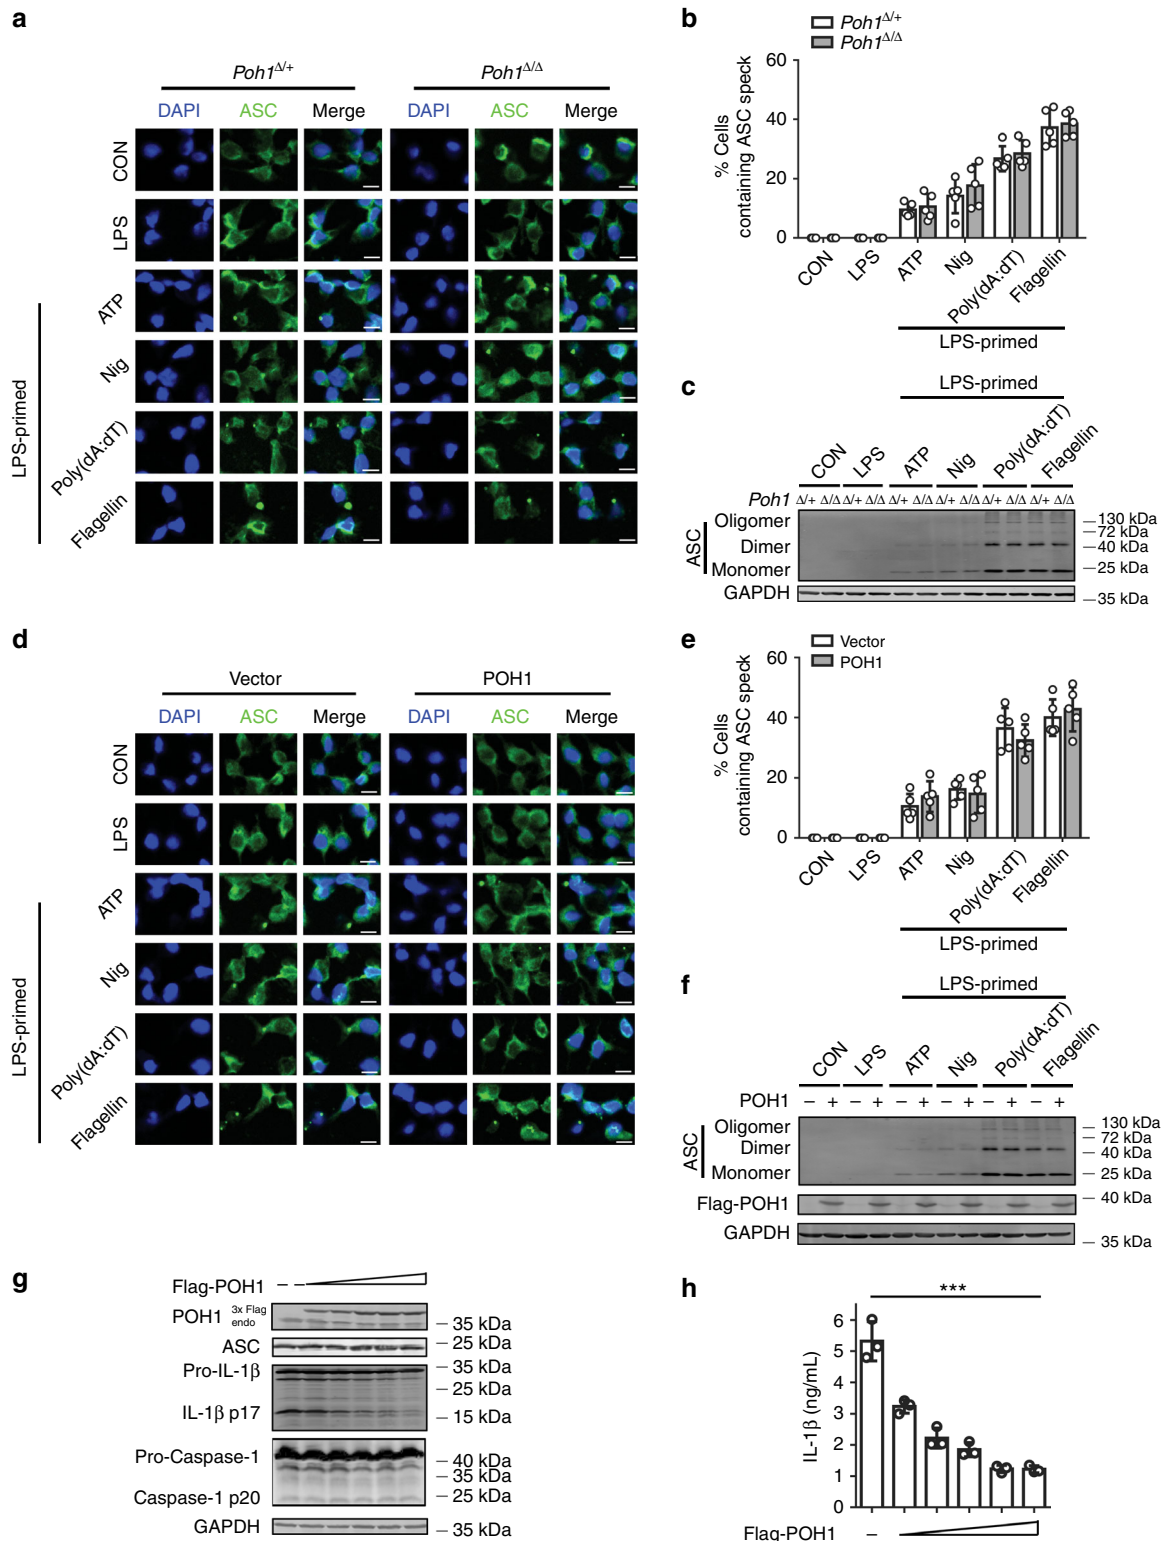 a
Poh1Δ/+ Poh1Δ/Δ
DAPI ASC Merge DAPI ASC Merge
CON
LPS
ATP
Nig
Poly(dA:dT)
Flagellin
LPS-primed
b
Poh1Δ/+
Poh1Δ/Δ
% Cells
containing ASC speck
60
40
20
0
CON LPS ATP Nig Poly(dA:dT) Flagellin
LPS-primed
c
LPS-primed
CON LPS ATP Nig Poly(dA:dT) Flagellin
Poh1 Δ/+ Δ/Δ Δ/+ Δ/Δ Δ/+ Δ/Δ Δ/+ Δ/Δ Δ/+ Δ/Δ Δ/+ Δ/Δ
ASC
Oligomer
Dimer
Monomer
GAPDH
130 kDa
72 kDa
40 kDa
25 kDa
35 kDa
d
Vector POH1
DAPI ASC Merge DAPI ASC Merge
CON
LPS
ATP
Nig
Poly(dA:dT)
Flagellin
LPS-primed
e
Vector
POH1
% Cells
containing ASC speck
60
40
20
0
CON LPS ATP Nig Poly(dA:dT) Flagellin
LPS-primed
f
LPS-primed
CON LPS ATP Nig Poly(dA:dT) Flagellin
POH1 – + – + – + – + – + – +
ASC
Oligomer
Dimer
Monomer
Flag-POH1
GAPDH
130 kDa
72 kDa
40 kDa
25 kDa
40 kDa
35 kDa
g
Flag-POH1 – –
POH1 3x Flag
endo
35 kDa
ASC 25 kDa
Pro-IL-1β 35 kDa
25 kDa
IL-1β p17 15 kDa
Pro-Caspase-1 40 kDa
35 kDa
Caspase-1 p20 25 kDa
GAPDH 35 kDa
h
***
IL-1β (ng/mL)
6
5
4
3
2
1
0
Flag-POH1 –